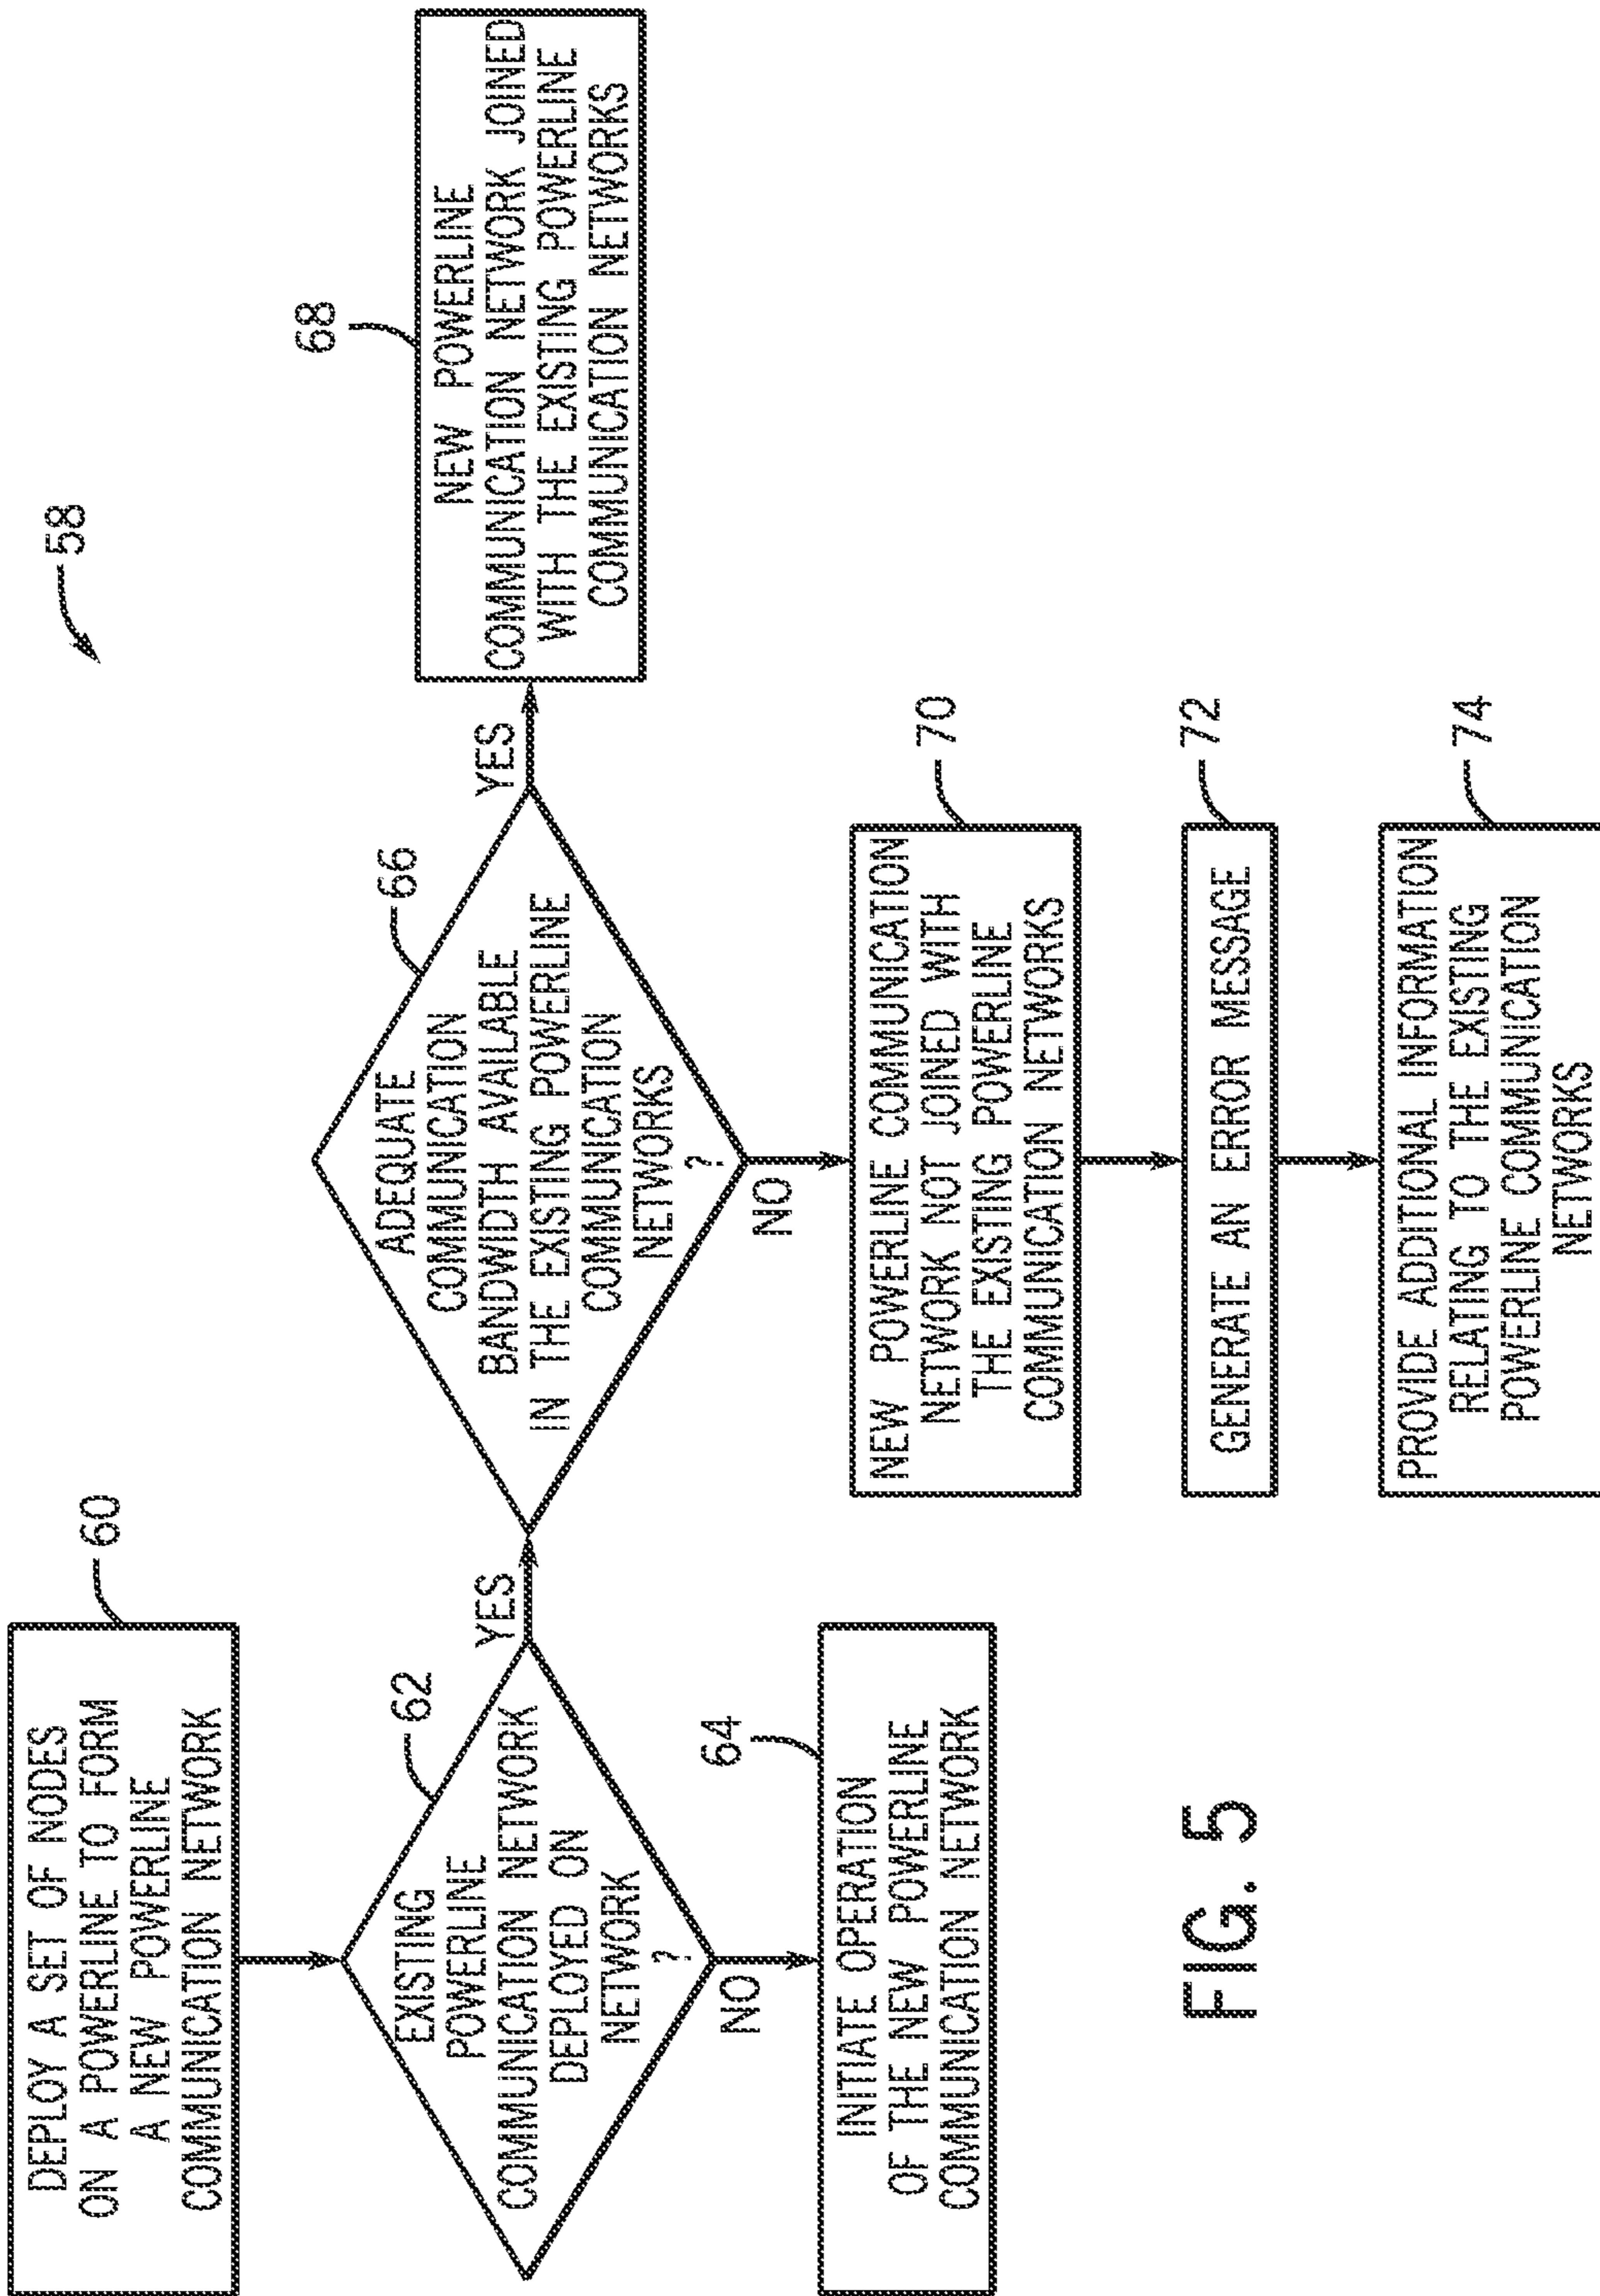 58
60
DEPLOY A SET OF NODES
ON A POWERLINE TO FORM
A NEW POWERLINE
COMMUNICATION NETWORK
62
EXISTING
POWERLINE
COMMUNICATION NETWORK
DEPLOYED ON
NETWORK
?
YES
NO
64
INITIATE OPERATION
OF THE NEW POWERLINE
COMMUNICATION NETWORK
66
ADEQUATE
COMMUNICATION
BANDWIDTH AVAILABLE
IN THE EXISTING POWERLINE
COMMUNICATION
NETWORKS
?
YES
NO
68
NEW POWERLINE
COMMUNICATION NETWORK JOINED
WITH THE EXISTING POWERLINE
COMMUNICATION NETWORKS
70
NEW POWERLINE COMMUNICATION
NETWORK NOT JOINED WITH
THE EXISTING POWERLINE
COMMUNICATION NETWORKS
72
GENERATE AN ERROR MESSAGE
74
PROVIDE ADDITIONAL INFORMATION
RELATING TO THE EXISTING
POWERLINE COMMUNICATION
NETWORKS
FIG. 5